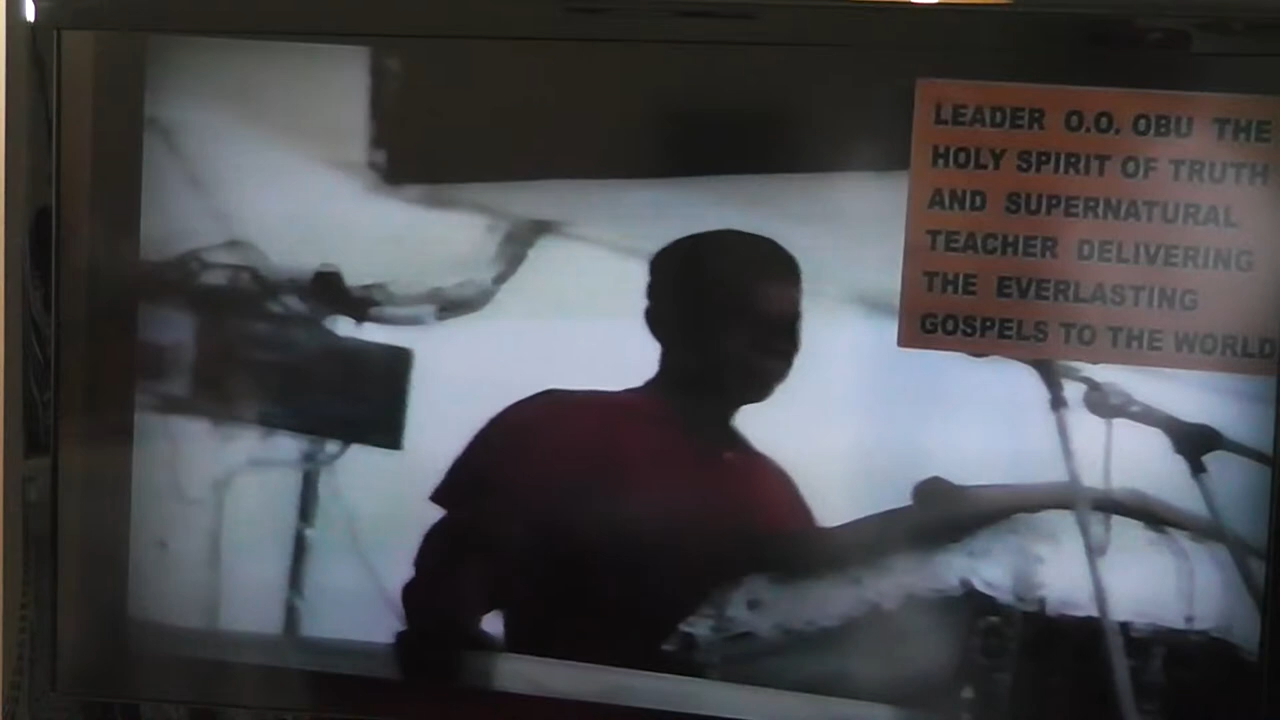 LEADER O.O. OBU THE
HOLY SPIRIT OF TRUTH
AND SUPERNATURAL
TEACHER DELIVERING
THE EVERLASTING
GOSPELS TO THE WORLD